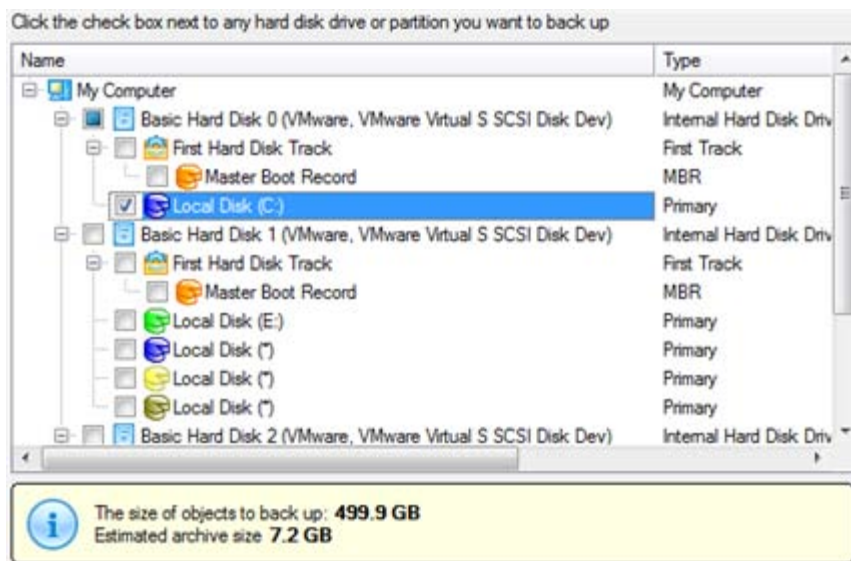 Click the check box next to any hard disk drive or partition you want to back up
Name Type
My Computer My Computer
Basic Hard Disk 0 (VMware, VMware Virtual S SCSI Disk Dev) Internal Hard Disk Driv
First Hard Disk Track First Track
Master Boot Record MBR
Local Disk (C:) Primary
Basic Hard Disk 1 (VMware, VMware Virtual S SCSI Disk Dev) Internal Hard Disk Driv
First Hard Disk Track First Track
Master Boot Record MBR
Local Disk (E:) Primary
Local Disk (*) Primary
Local Disk (*) Primary
Local Disk (*) Primary
Basic Hard Disk 2 (VMware, VMware Virtual S SCSI Disk Dev) Internal Hard Disk Driv
The size of objects to back up: 499.9 GB
Estimated archive size 7.2 GB